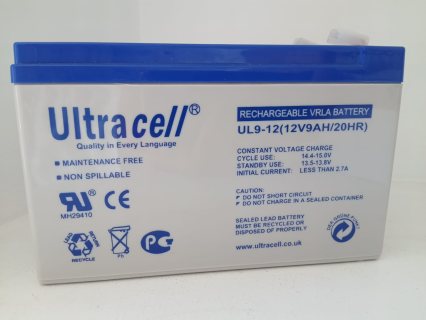 Ultracell®
Quality in Every Language
MAINTENANCE FREE
NON SPILLABLE
MH29410
LEAD
RECYCLE
Pb
RECHARGEABLE VRLA BATTERY
UL9-12(12V9AH/20HR)
CONSTANT VOLTAGE CHARGE
CYCLE USE: 14.4-15.0V
STANDBY USE: 13.5-13.8V
INITIAL CURRENT: LESS THAN 2.7A
CAUTION:
DO NOT SHORT CIRCUIT
DO NOT CHARGE IN A SEALED CONTAINER
SEALED LEAD BATTERY
MUST BE RECYCLED OR
DISPOSED OF PROPERLY
www.ultracell.co.uk